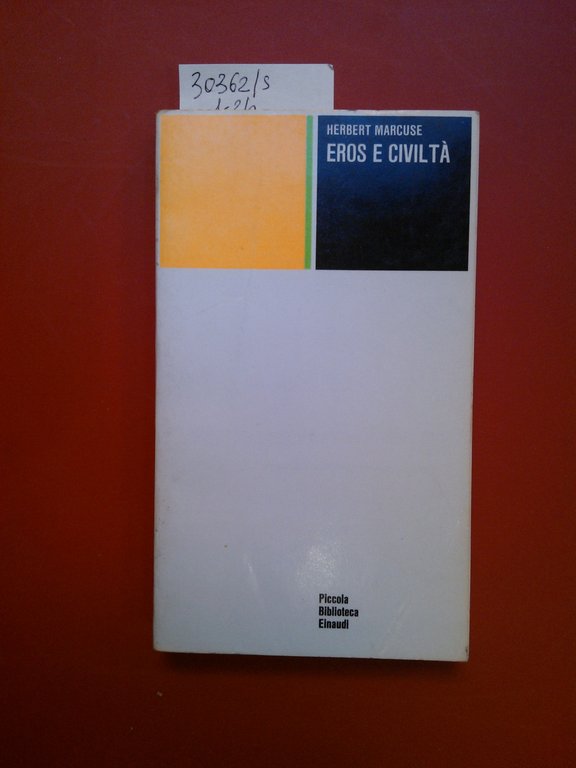 30362/s
HERBERT MARCUSE
EROS E CIVILTÀ
Piccola
Biblioteca
Einaudi